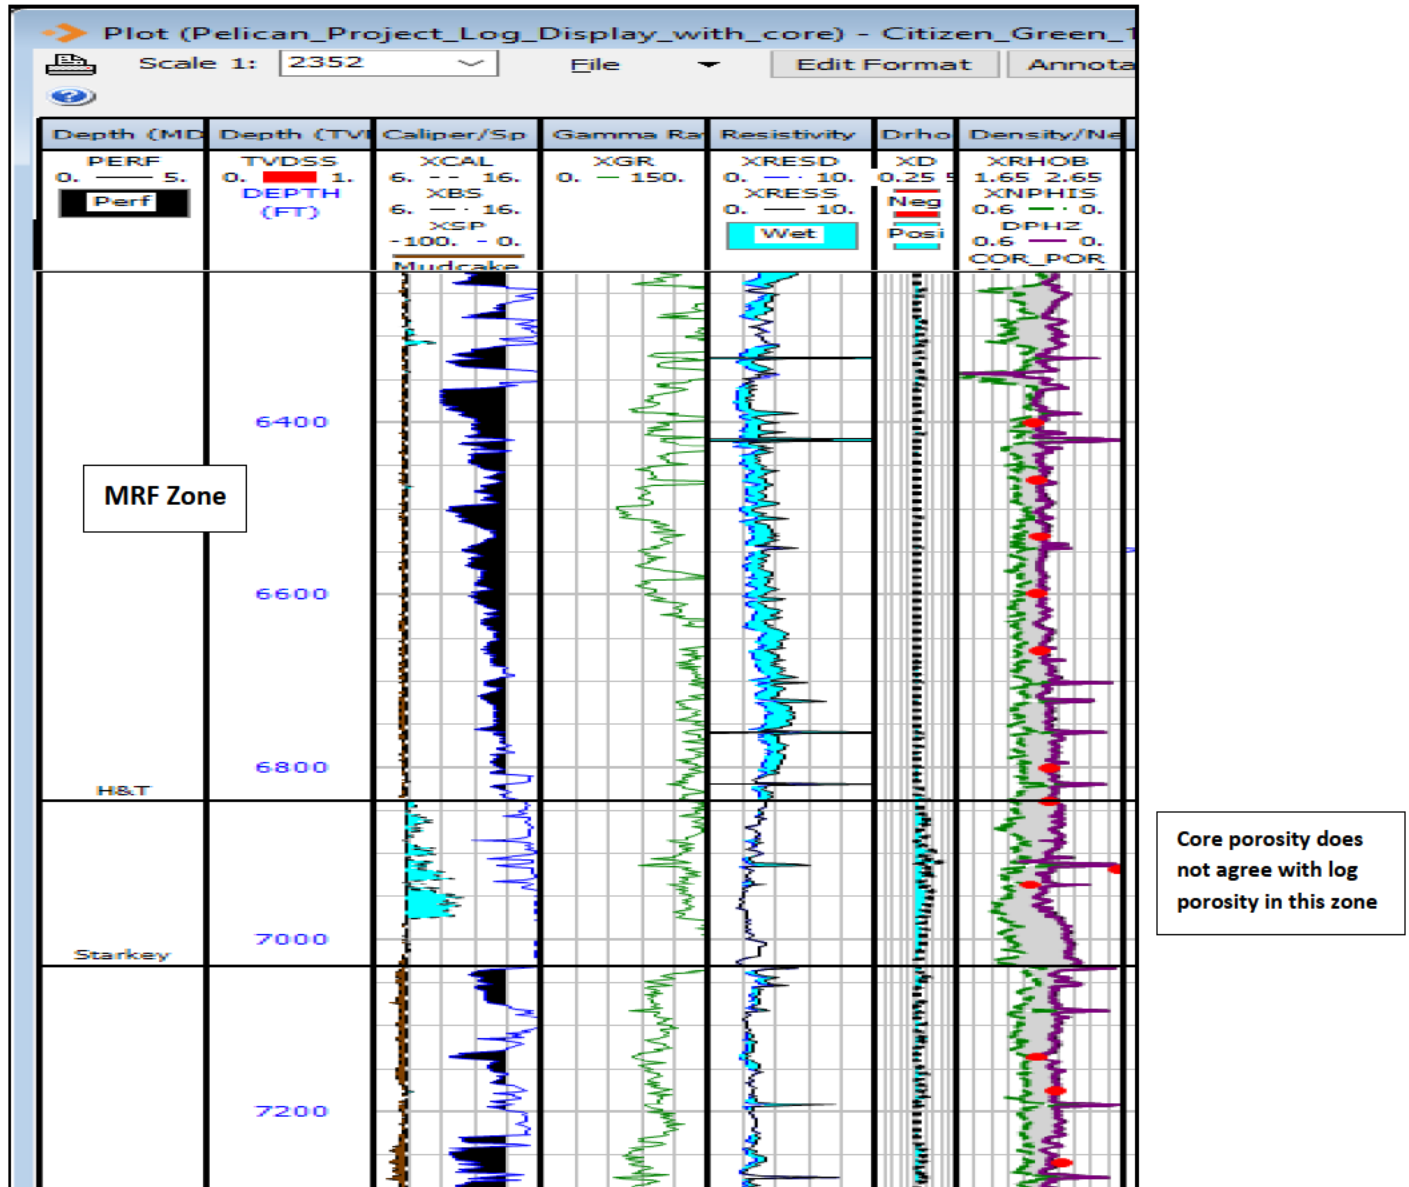 Plot (Pelican_Project_Log_Display_with_core) - Citizen_Green_1
Scale 1: 2352 File Edit Format Annota
Depth (MD Depth (TVI Caliper/Sp Gamma Ra Resistivity Drho Density/Ne
PERF TVDSS XCAL XGR XRESD XD XRHOB
0. 5. 0. 1. 6. 16. 0. 150. 0. 10. 0.25 1.65 2.65
Perf DEPTH XBS XRESS Neg XNPHIS
(FT) 6. 16. 0. 10. 0.6 0.
XSP Wet Posi DPHZ
-100. 0. 0.6 0.
Mudcake COR_POR
6400
MRF Zone
6600
6800
H&T
Core porosity does
not agree with log
porosity in this zone
7000
Starkey
7200